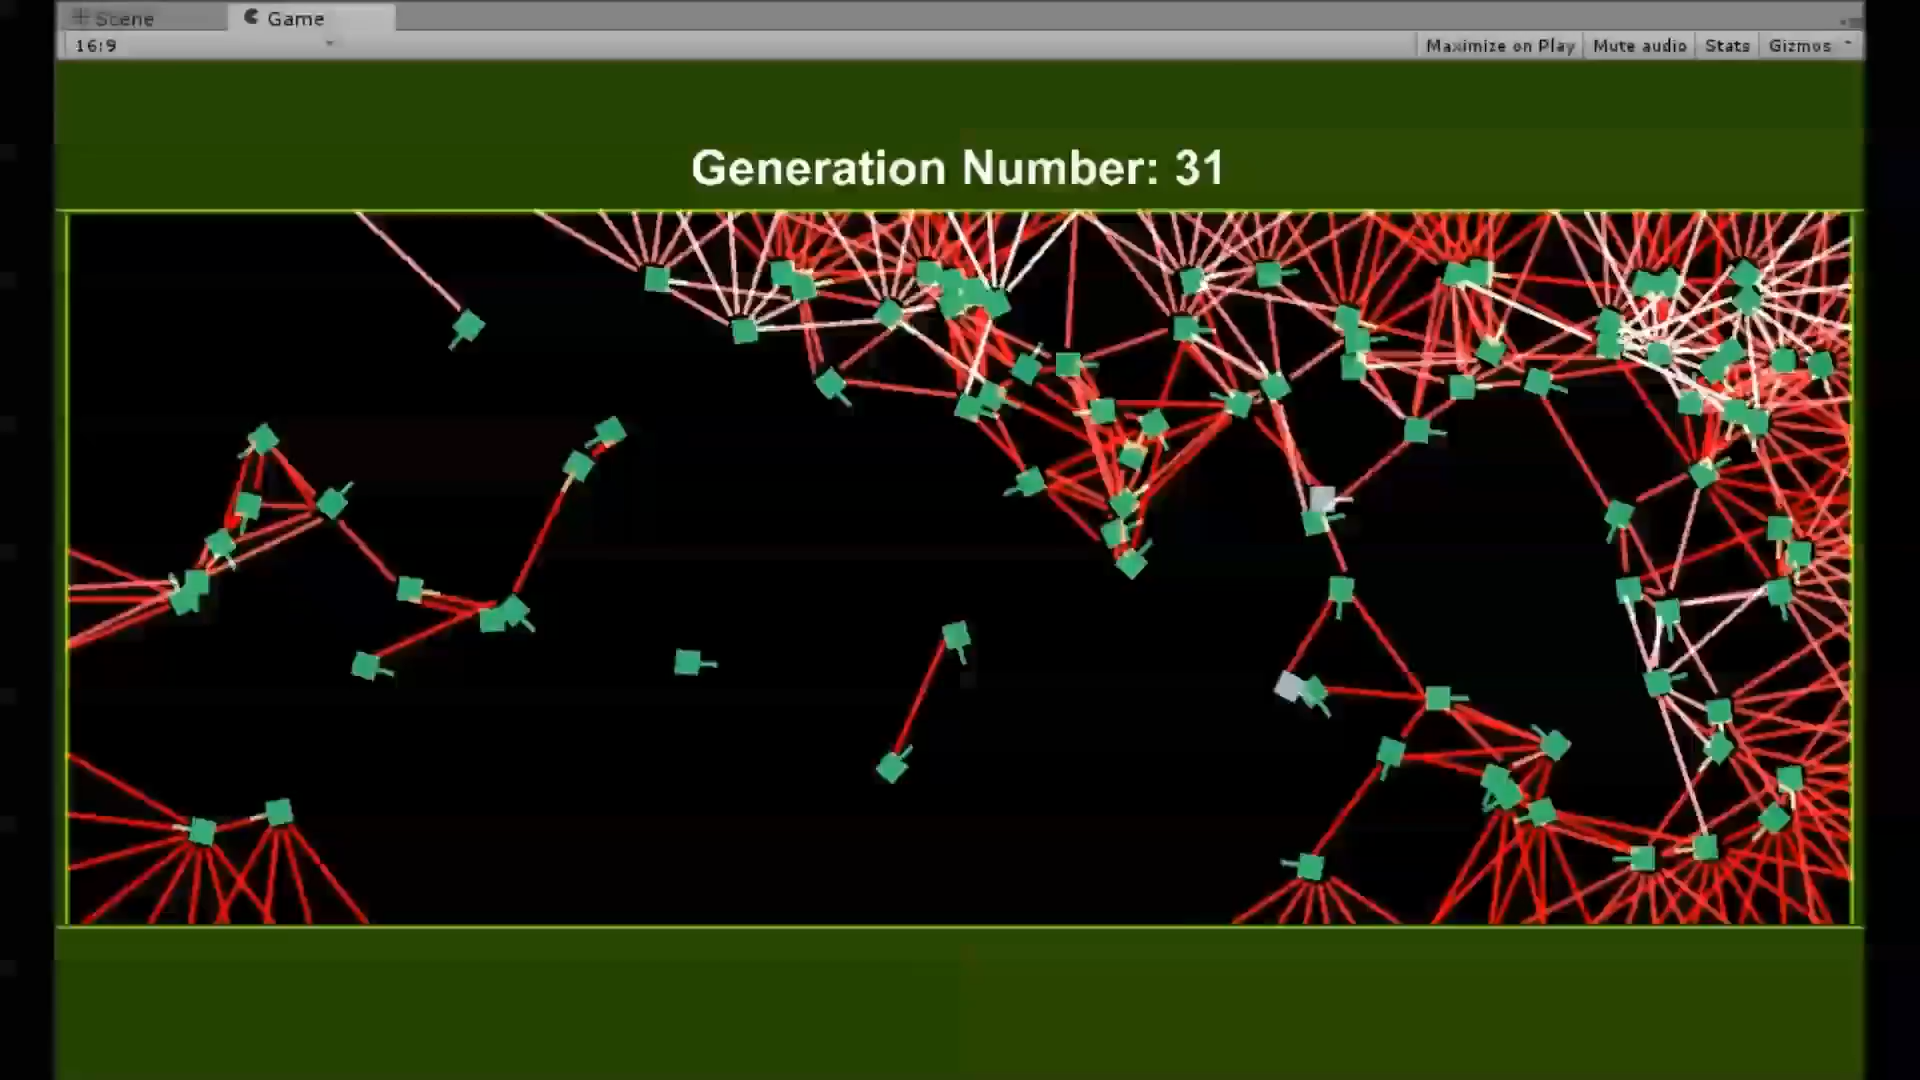 Scene
Game
16:9
Maximize on Play
Mute audio
Stats
Gizmos
Generation Number: 31